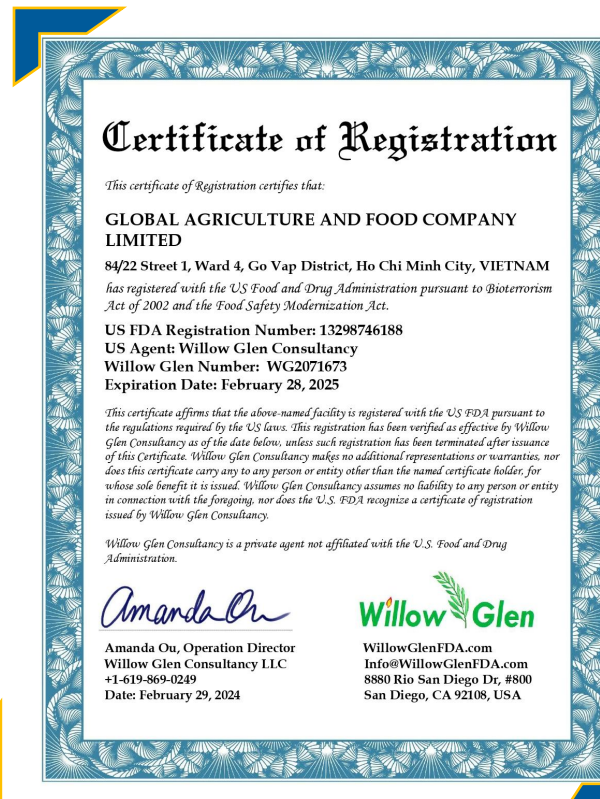 Certificate of Registration
This certificate of Registration certifies that:
GLOBAL AGRICULTURE AND FOOD COMPANY
LIMITED
84/22 Street 1, Ward 4, Go Vap District, Ho Chi Minh City, VIETNAM
has registered with the US Food and Drug Administration pursuant to Bioterrorism
Act of 2002 and the Food Safety Modernization Act.
US FDA Registration Number: 13298746188
US Agent: Willow Glen Consultancy
Willow Glen Number: WG2071673
Expiration Date: February 28, 2025
This certificate affirms that the above-named facility is registered with the US FDA pursuant to
the regulations required by the US laws. This registration has been verified as effective by Willow
Glen Consultancy as of the date below, unless such registration has been terminated after issuance
of this Certificate. Willow Glen Consultancy makes no additional representations or warranties, nor
does this certificate carry any to any person or entity other than the named certificate holder, for
whose sole benefit it is issued. Willow Glen Consultancy assumes no liability to any person or entity
in connection with the foregoing, nor does the U.S. FDA recognize a certificate of registration
issued by Willow Glen Consultancy.
Willow Glen Consultancy is a private agent not affiliated with the U.S. Food and Drug
Administration.
Amanda Ou
Willow Glen
Amanda Ou, Operation Director
Willow Glen Consultancy LLC
+1-619-869-0249
Date: February 29, 2024
WillowGlenFDA.com
Info@WillowGlenFDA.com
8880 Rio San Diego Dr, #800
San Diego, CA 92108, USA